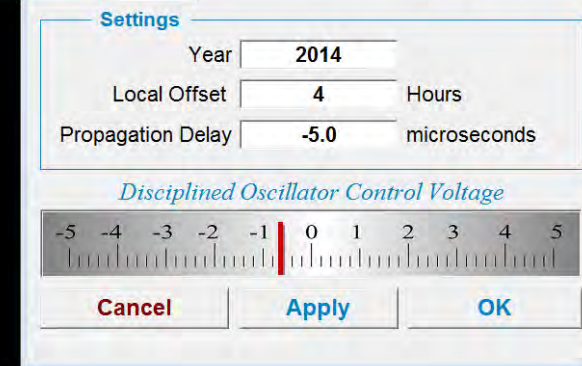 Settings
Year 2014
Local Offset 4 Hours
Propagation Delay -5.0 microseconds
Disciplined Oscillator Control Voltage
-5 -4 -3 -2 -1 0 1 2 3 4 5
Cancel Apply OK